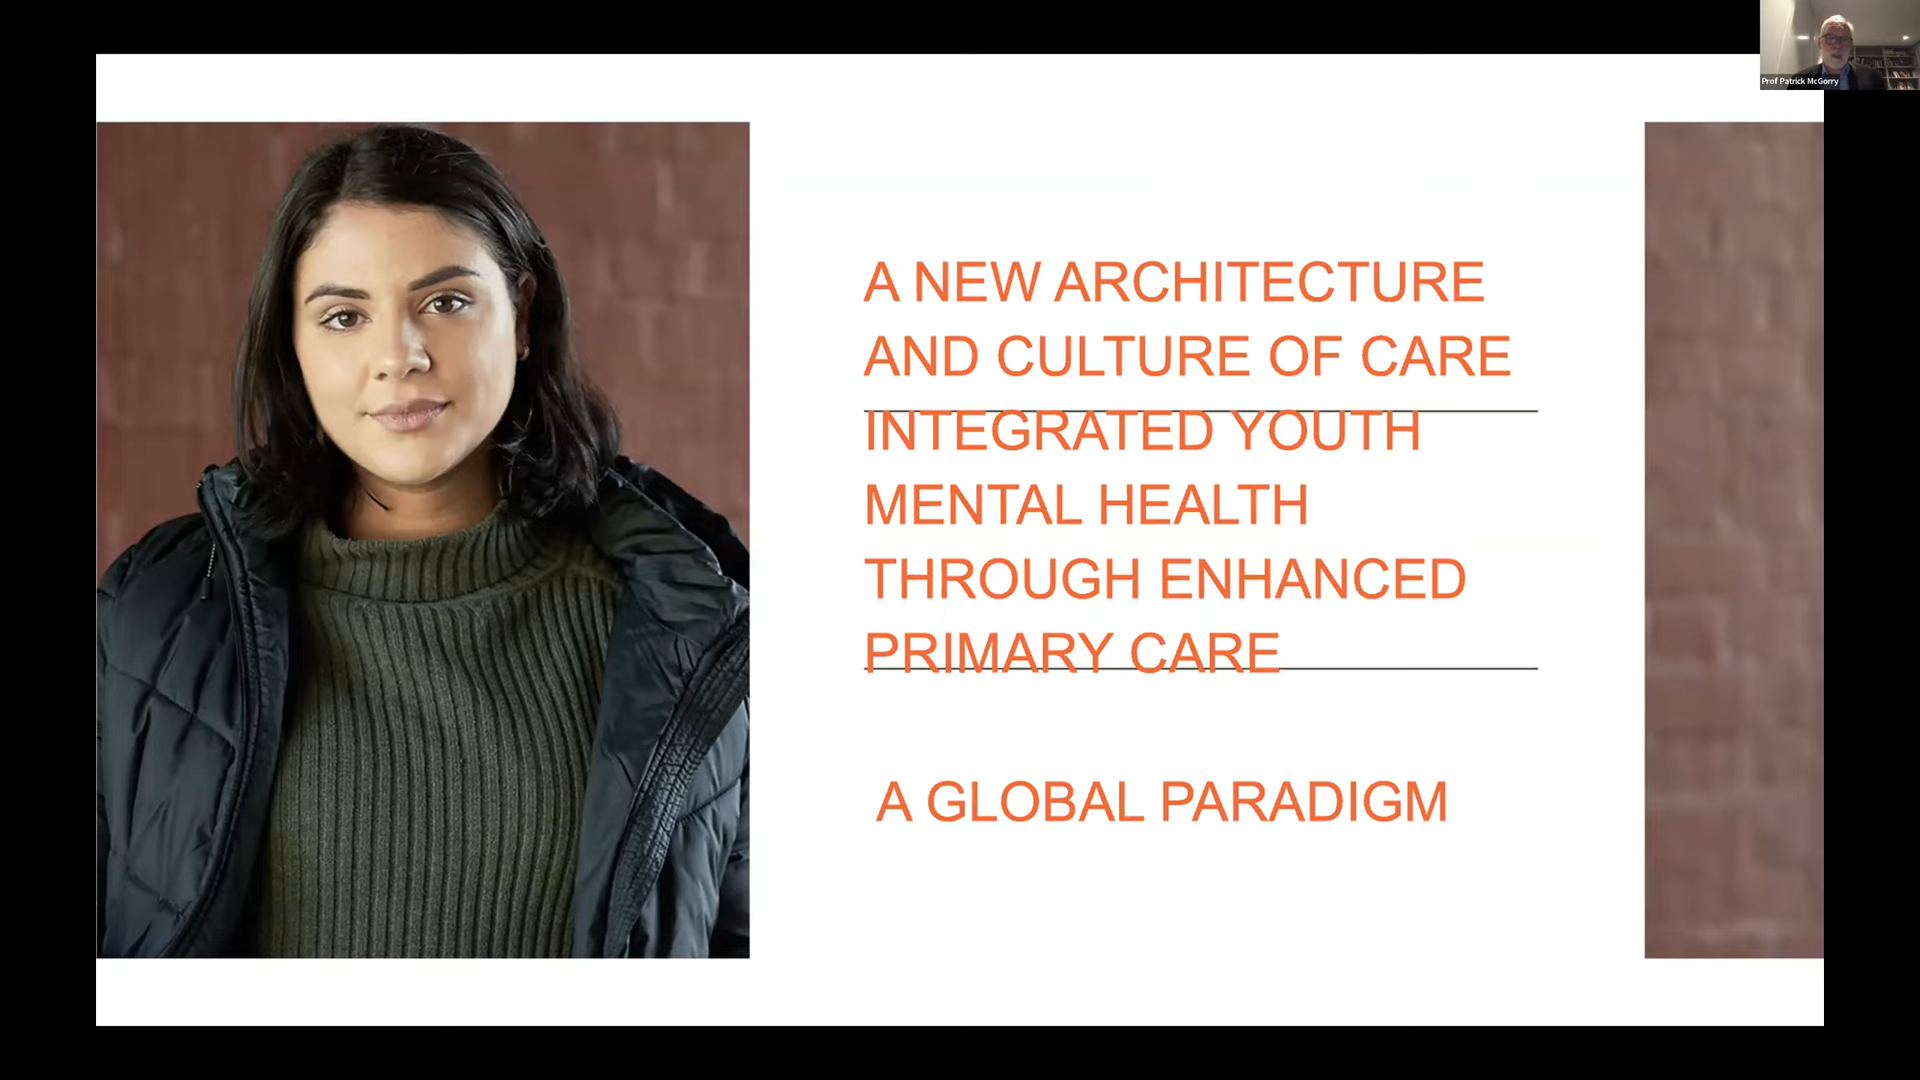 Prof Patrick McGorry
A NEW ARCHITECTURE
AND CULTURE OF CARE
INTEGRATED YOUTH
MENTAL HEALTH
THROUGH ENHANCED
PRIMARY CARE
A GLOBAL PARADIGM